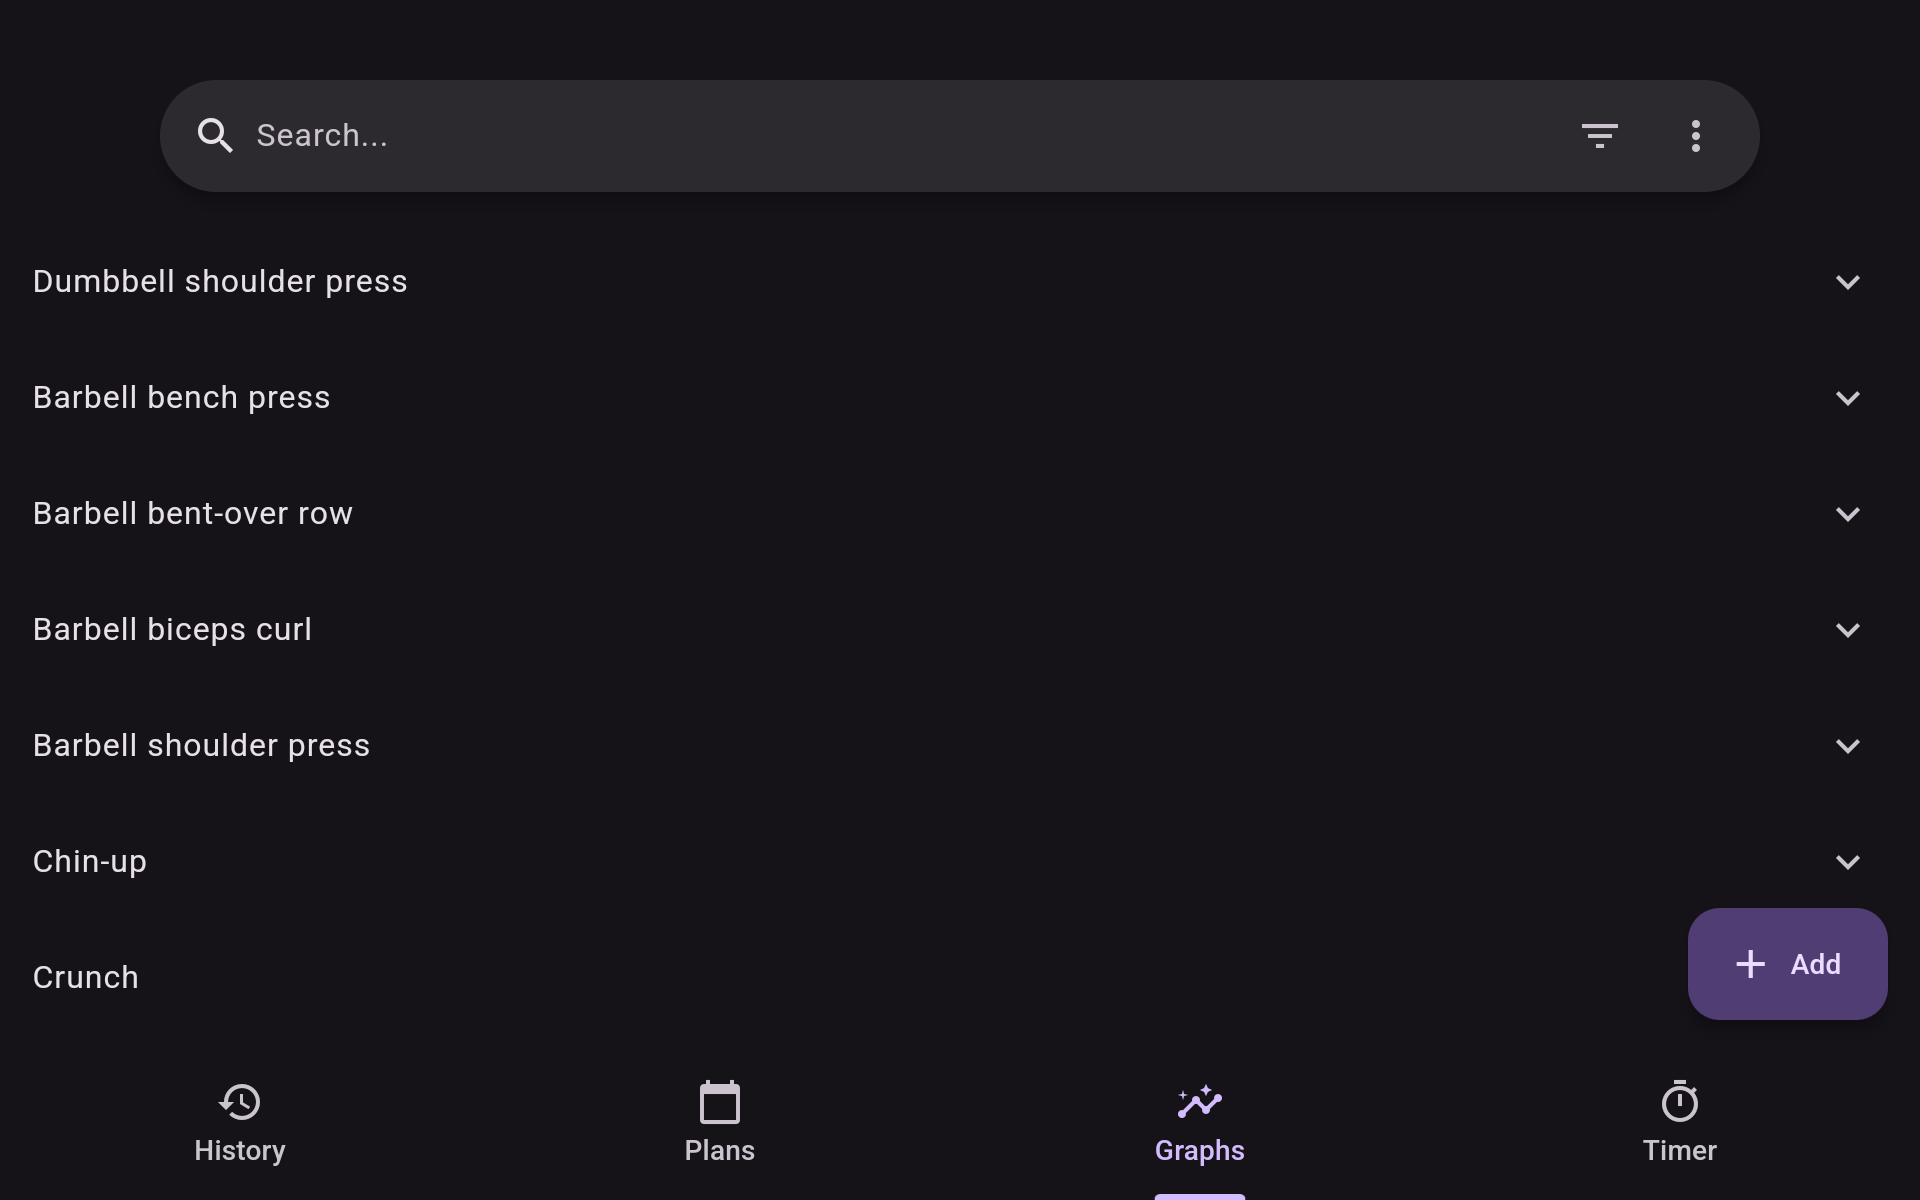 Search...
Dumbbell shoulder press
Barbell bench press
Barbell bent-over row
Barbell biceps curl
Barbell shoulder press
Chin-up
Crunch
Add
History
Plans
Graphs
Timer